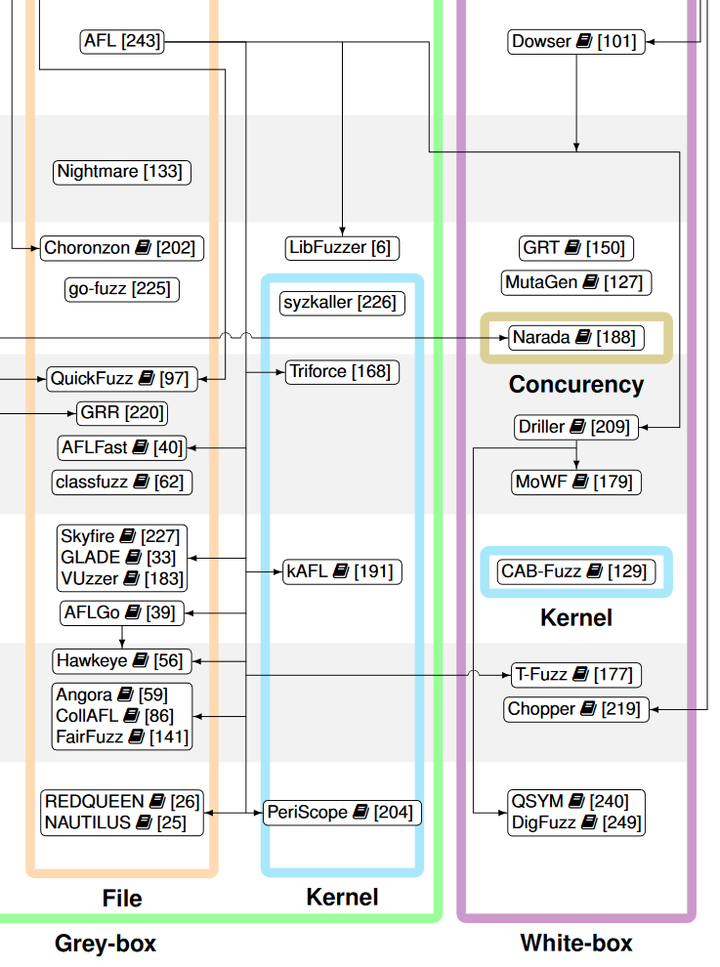 AFL [243]
Dowser [101]
Nightmare [133]
Choronzon [202]
LibFuzzer [6]
GRT [150]
go-fuzz [225]
MutaGen [127]
syzkaller [226]
Narada [188]
Concurency
QuickFuzz [97]
Triforce [168]
GRR [220]
Driller [209]
AFLFast [40]
classfuzz [62]
MoWF [179]
Skyfire [227]
GLADE [33]
VUzzer [183]
kAFL [191]
CAB-Fuzz [129]
AFLGo [39]
Kernel
Hawkeye [56]
T-Fuzz [177]
Angora [59]
CollAFL [86]
FairFuzz [141]
Chopper [219]
REDQUEEN [26]
NAUTILUS [25]
PeriScope [204]
QSYM [240]
DigFuzz [249]
File
Kernel
Grey-box
White-box